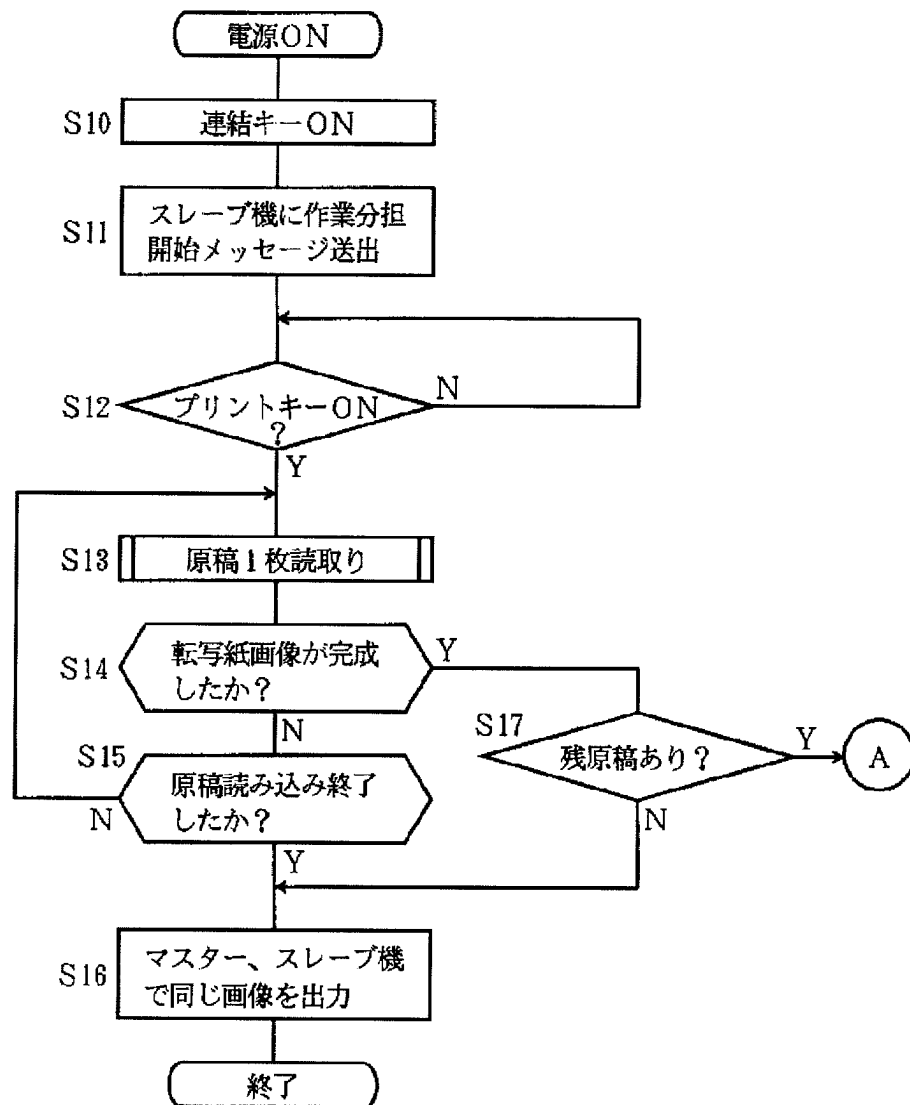 電源ON
S10
連結キーON
S11
スレーブ機に作業分担
開始メッセージ送出
S12
プリントキーON
?
N
Y
S13
原稿1枚読取り
S14
転写紙画像が完成
したか?
Y
N
S17
残原稿あり?
Y
A
N
S15
原稿読み込み終了
したか?
N
Y
S16
マスター、スレーブ機
で同じ画像を出力
終了